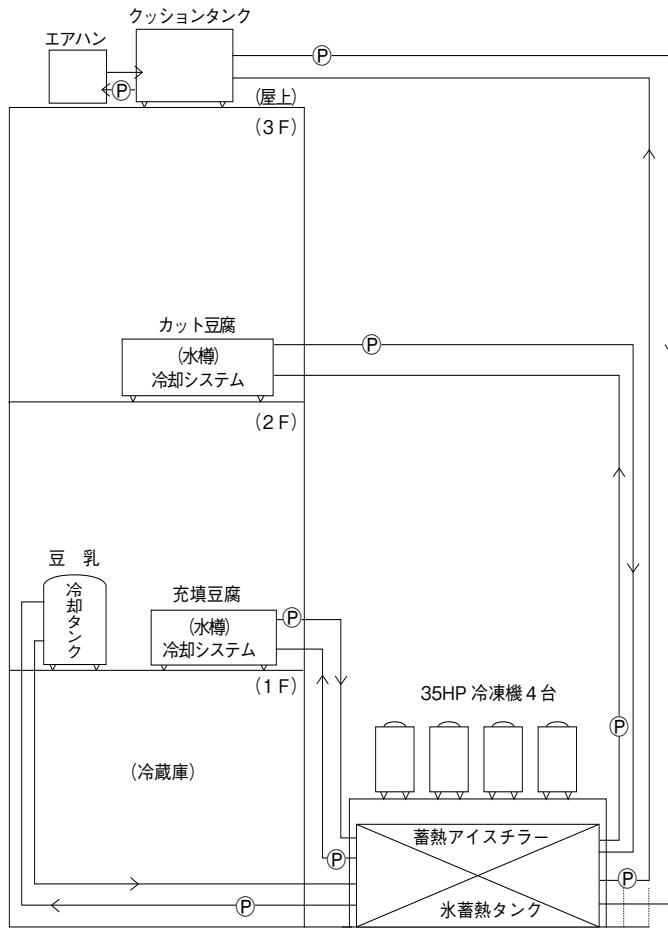 クッションタンク
エアハン
P
P
(屋上)
(3F)
カット豆腐
P
(水樽)
冷却システム
(2F)
豆 乳
冷却タンク
充填豆腐
P
(水樽)
冷却システム
(1F)
35HP 冷凍機4台
P
(冷蔵庫)
蓄熱アイスチラー
P
P
氷蓄熱タンク
P